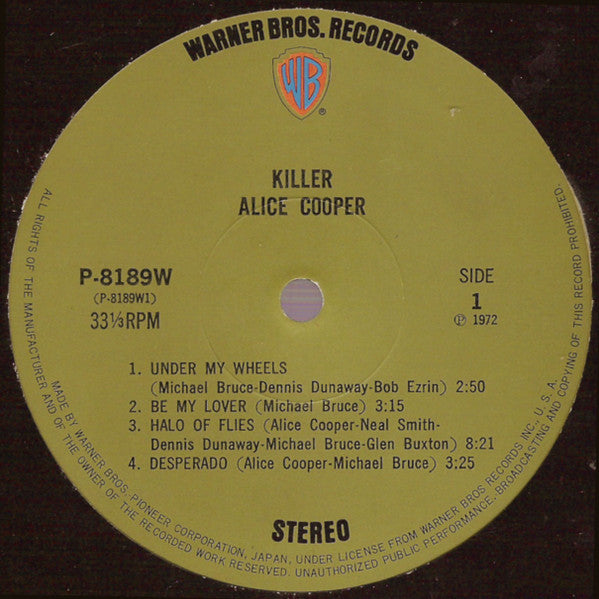 WARNER BROS. RECORDS
WB
®
KILLER
ALICE COOPER
P-8189W
(P-8189W1)
33⅓RPM
SIDE
1
℗ 1972
1. UNDER MY WHEELS
(Michael Bruce-Dennis Dunaway-Bob Ezrin) 2:50
2. BE MY LOVER (Michael Bruce) 3:15
3. HALO OF FLIES (Alice Cooper-Neal Smith-
Dennis Dunaway-Michael Bruce-Glen Buxton) 8:21
4. DESPERADO (Alice Cooper-Michael Bruce) 3:25
STEREO
MADE BY WARNER BROS.-PIONEER CORPORATION, JAPAN, UNDER LICENSE FROM WARNER BROS RECORDS INC., U.S.A.
ALL RIGHTS OF THE MANUFACTURER AND OF THE OWNER OF THE RECORDED WORK RESERVED. UNAUTHORIZED PUBLIC PERFORMANCE, BROADCASTING AND COPYING OF THIS RECORD PROHIBITED.